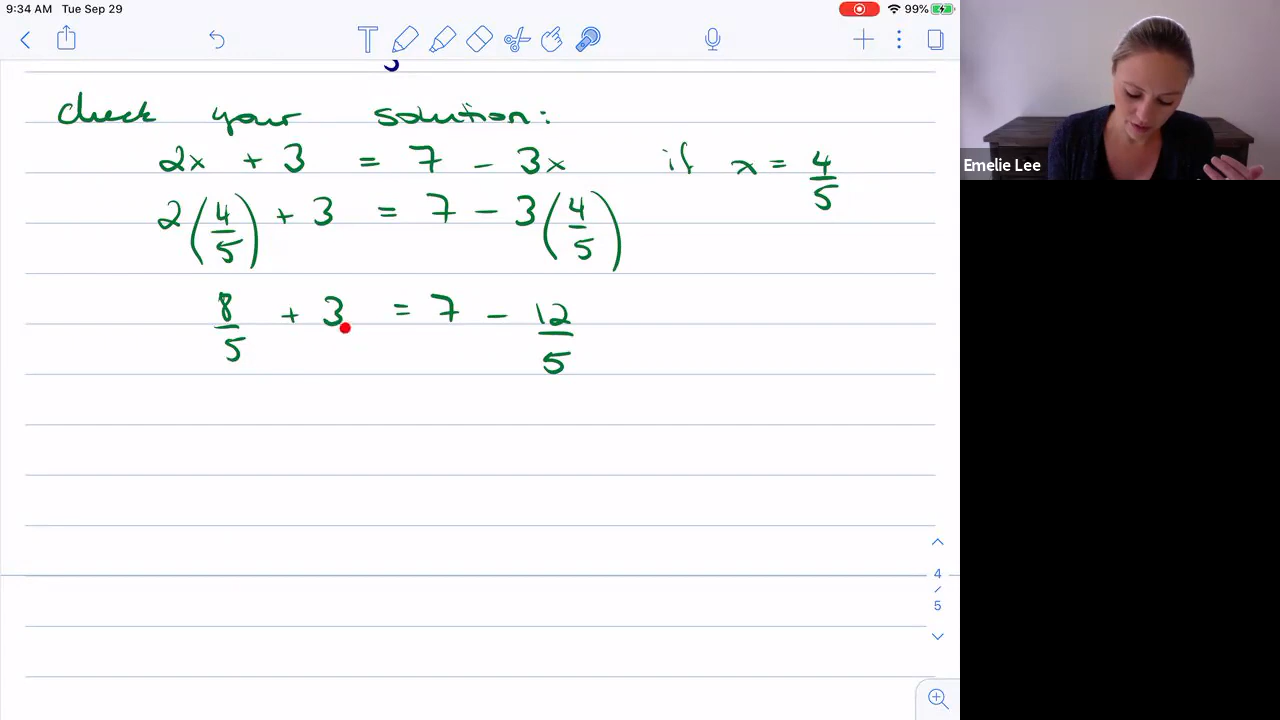 9:34 AM Tue Sep 29
99%
T
check your solution:
2x + 3 = 7 - 3x if x = 4/5
2(4/5) + 3 = 7 - 3(4/5)
8/5 + 3 = 7 - 12/5
4/5
Emelie Lee